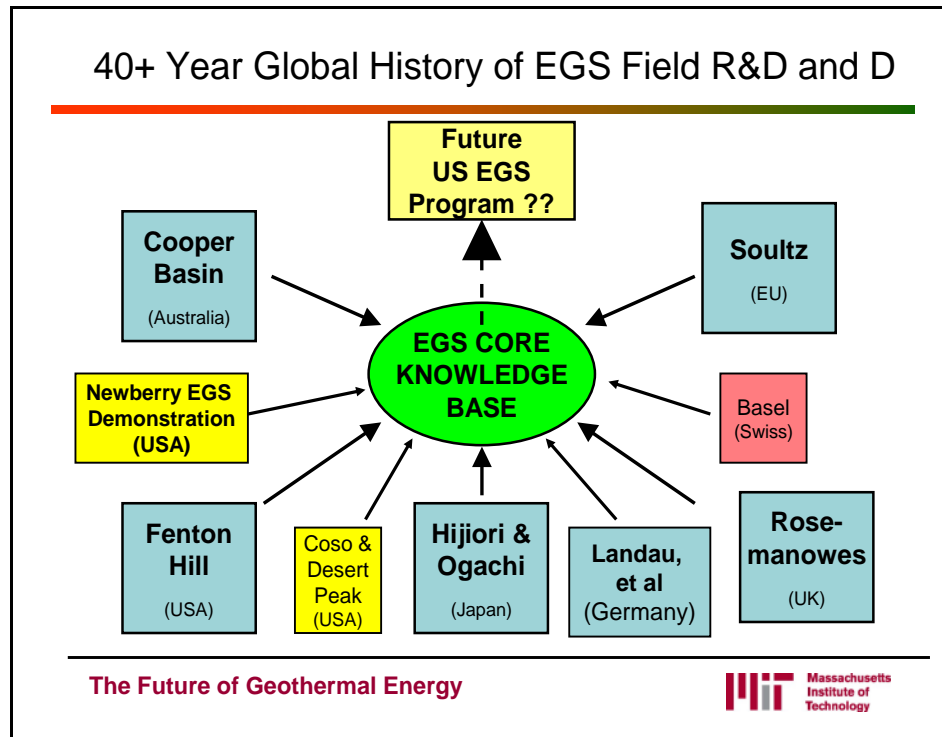 40+ Year Global History of EGS Field R&D and D
Future
US EGS
Program ??
Cooper
Basin
(Australia)
Soultz
(EU)
EGS CORE
KNOWLEDGE
BASE
Newberry EGS
Demonstration
(USA)
Basel
(Swiss)
Fenton
Hill
(USA)
Coso &
Desert
Peak
(USA)
Hijiori &
Ogachi
(Japan)
Landau,
et al
(Germany)
Rose-
manowes
(UK)
The Future of Geothermal Energy
Massachusetts
Institute of
Technology